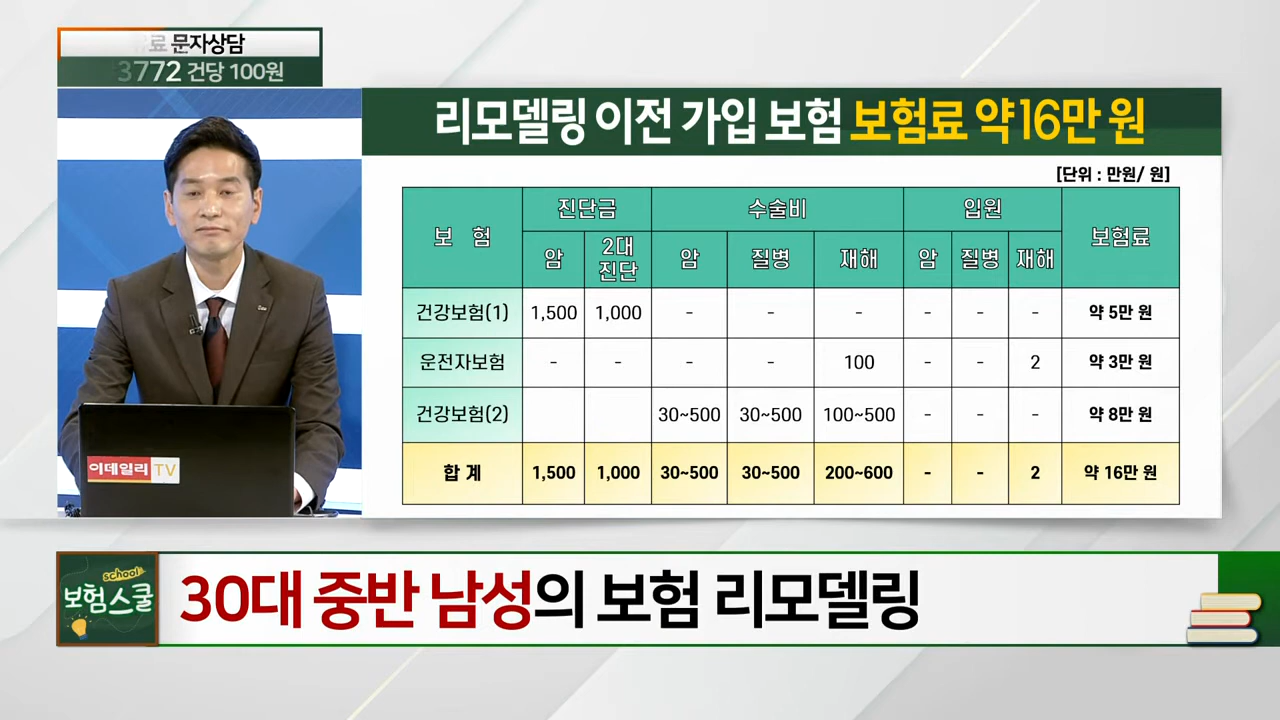 료 문자상담
3772 건당 100원
리모델링 이전 가입 보험 보험료 약 16만 원
[단위 : 만원/ 원]
보 험 진단금 수술비 입원 보험료
암 2대 진단 암 질병 재해 암 질병 재해
건강보험(1) 1,500 1,000 - - - - - - 약 5만 원
운전자보험 - - - - 100 - - 2 약 3만 원
건강보험(2) 30~500 30~500 100~500 - - - 약 8만 원
합 계 1,500 1,000 30~500 30~500 200~600 - - 2 약 16만 원
이데일리 TV
school
보험스쿨
30대 중반 남성의 보험 리모델링